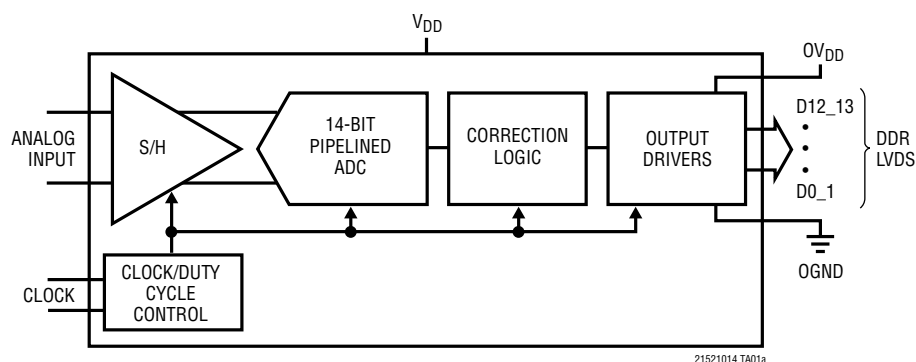 VDD
OVDD
ANALOG
INPUT
S/H
14-BIT
PIPELINED
ADC
CORRECTION
LOGIC
OUTPUT
DRIVERS
D12_13
•
•
•
D0_1
DDR
LVDS
OGND
CLOCK
CLOCK/DUTY
CYCLE
CONTROL
21521014 TA01a